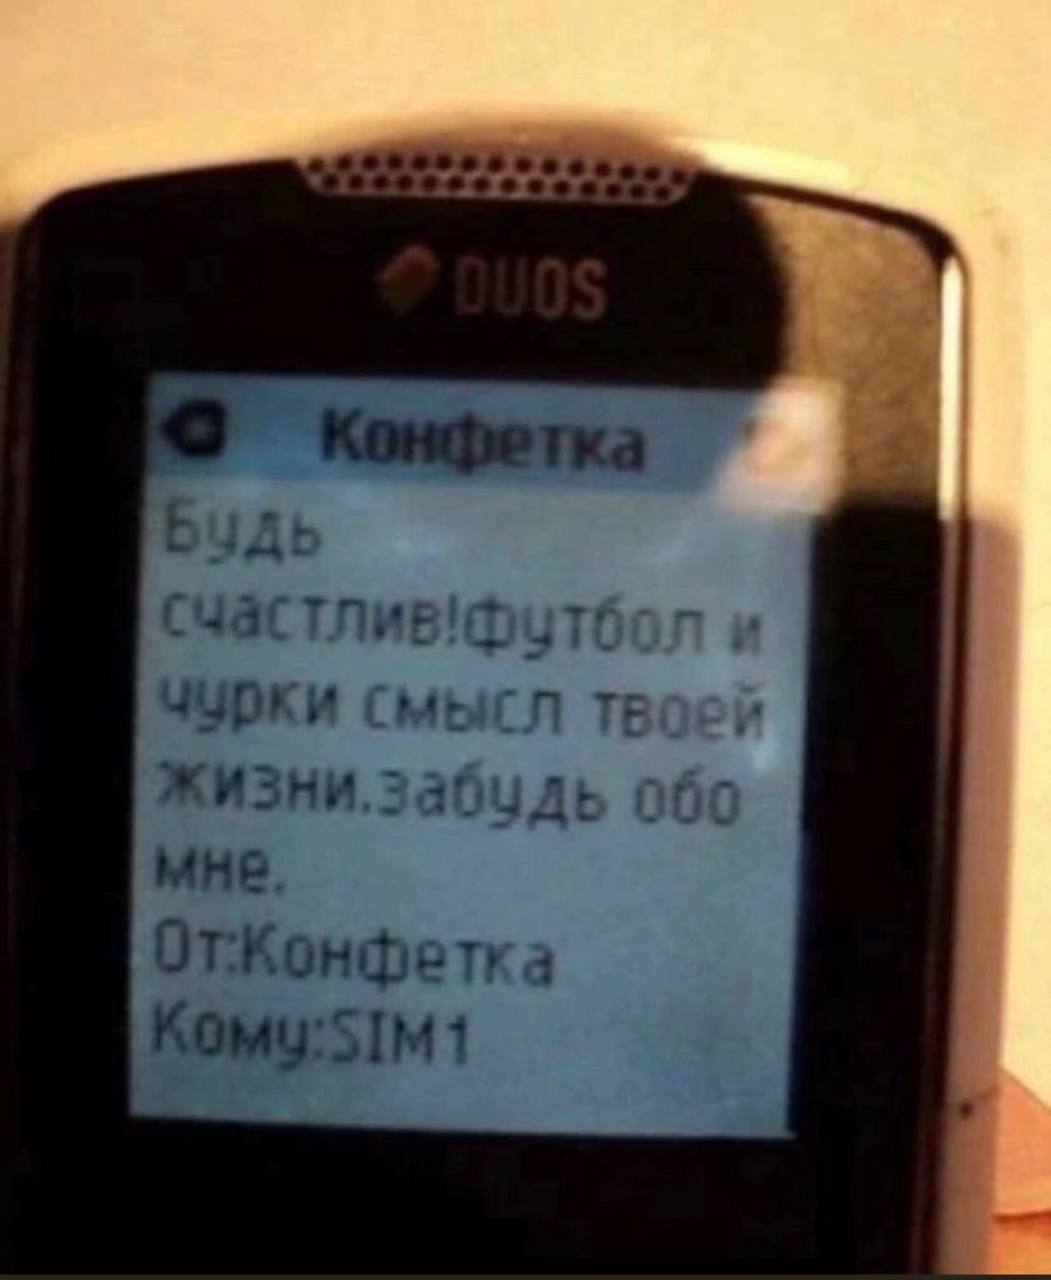 DUOS
Конфетка
Будь
счастлив!футбол и
чурки смысл твоей
жизни.забудь обо
мне.
От:Конфетка
Кому:SIM1